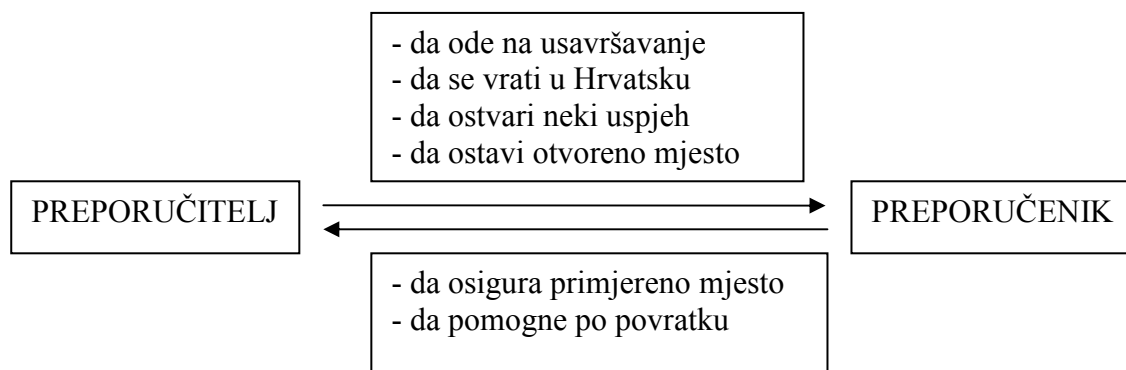 - da ode na usavršavanje
- da se vrati u Hrvatsku
- da ostvari neki uspjeh
- da ostavi otvoreno mjesto
PREPORUČITELJ
PREPORUČENIK
- da osigura primjereno mjesto
- da pomogne po povratku